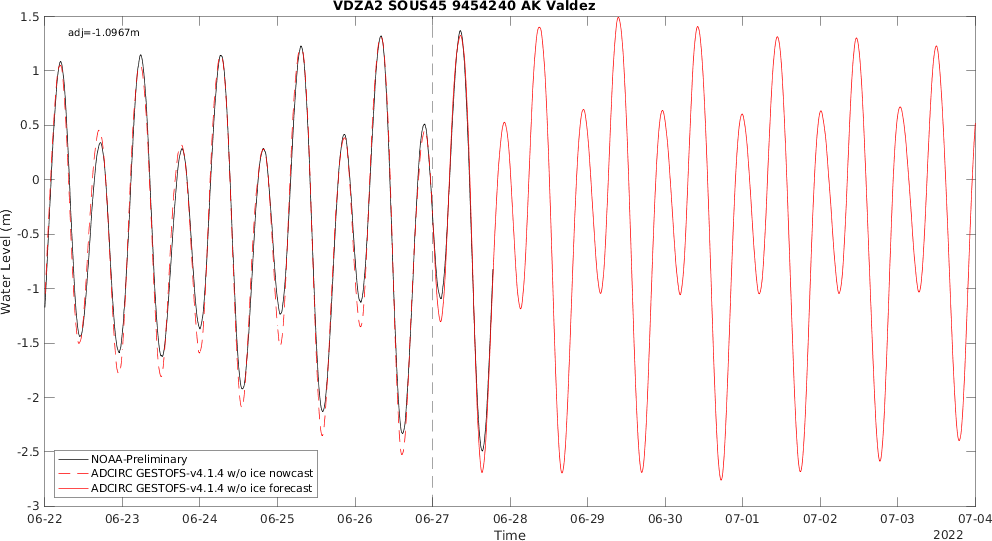 VDZA2 SOUS45 9454240 AK Valdez
adj=-1.0967m
1.5
1
0.5
0
-0.5
-1
-1.5
-2
-2.5
-3
Water Level (m)
NOAA-Preliminary
ADCIRC GESTOFS-v4.1.4 w/o ice nowcast
ADCIRC GESTOFS-v4.1.4 w/o ice forecast
06-22 06-23 06-24 06-25 06-26 06-27 06-28 06-29 06-30 07-01 07-02 07-03 07-04
Time
2022